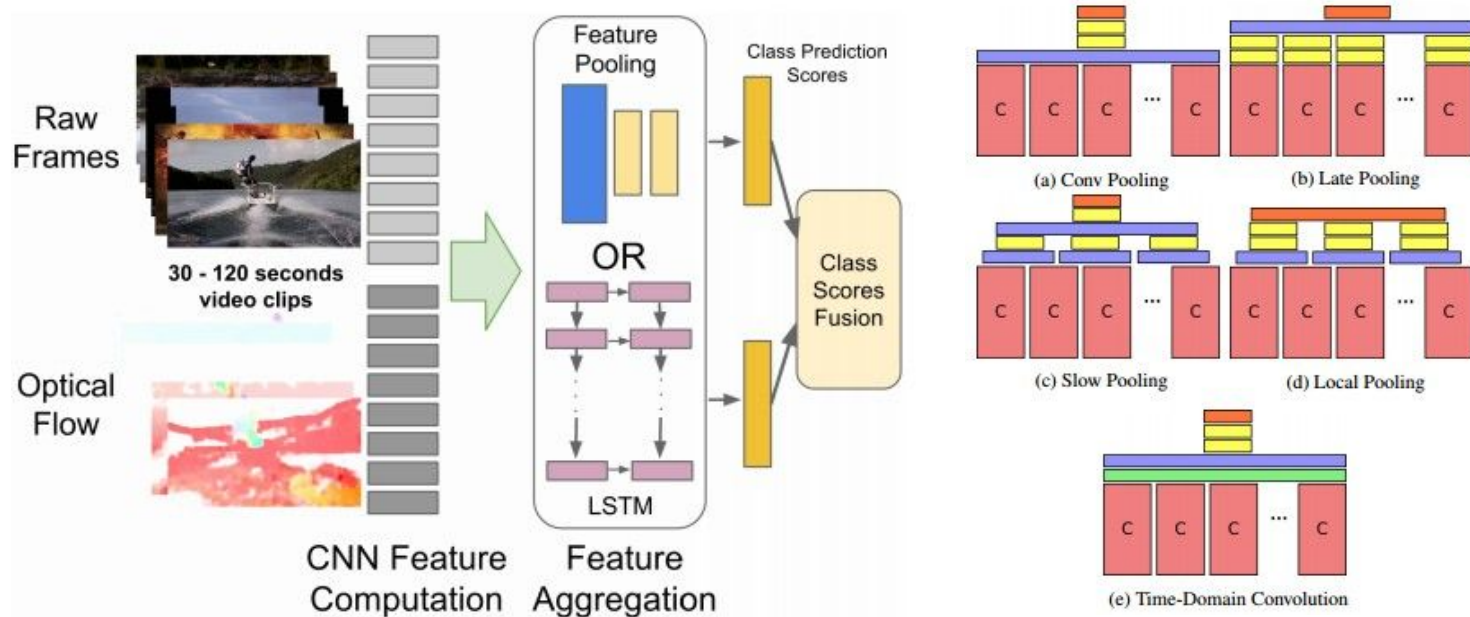 Raw
Frames
30 - 120 seconds
video clips
Optical
Flow
CNN Feature
Computation
Feature
Pooling
OR
LSTM
Feature
Aggregation
Class Prediction
Scores
Class
Scores
Fusion
C C C ... C
(a) Conv Pooling
C C C ... C
(b) Late Pooling
C C C ... C
(c) Slow Pooling
C C C ... C
(d) Local Pooling
C C C ... C
(e) Time-Domain Convolution